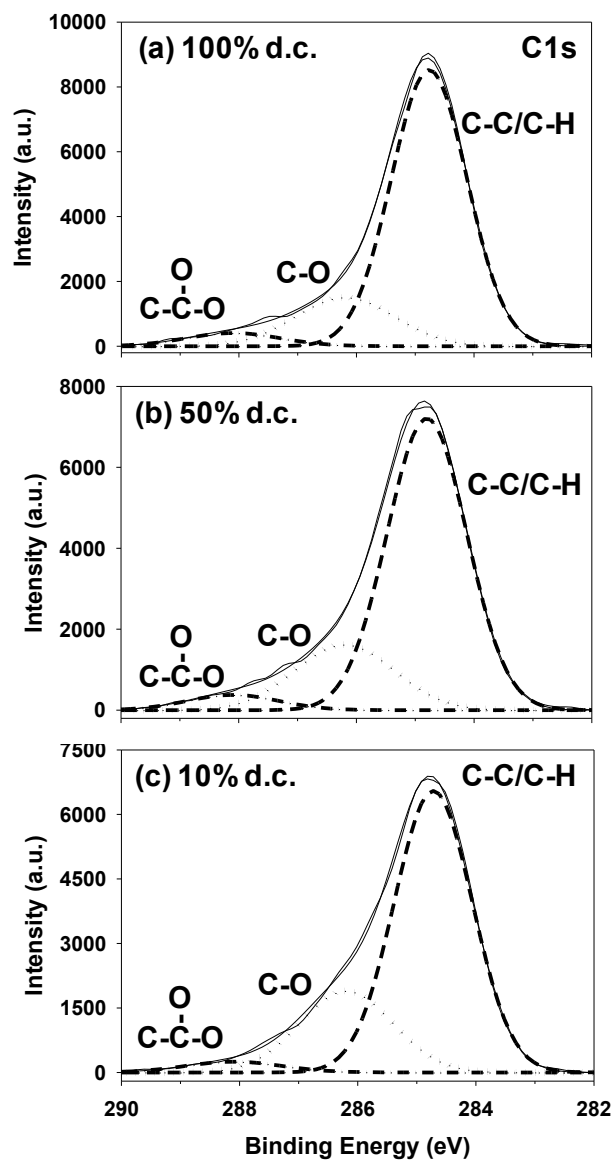 (a) 100% d.c. C1s
C-C/C-H
C-O
O
C-C-O
Intensity (a.u.)
10000
8000
6000
4000
2000
0
(b) 50% d.c.
C-C/C-H
C-O
O
C-C-O
Intensity (a.u.)
8000
6000
4000
2000
0
(c) 10% d.c. C-C/C-H
C-O
O
C-C-O
Intensity (a.u.)
7500
6000
4500
3000
1500
0
290 288 286 284 282
Binding Energy (eV)